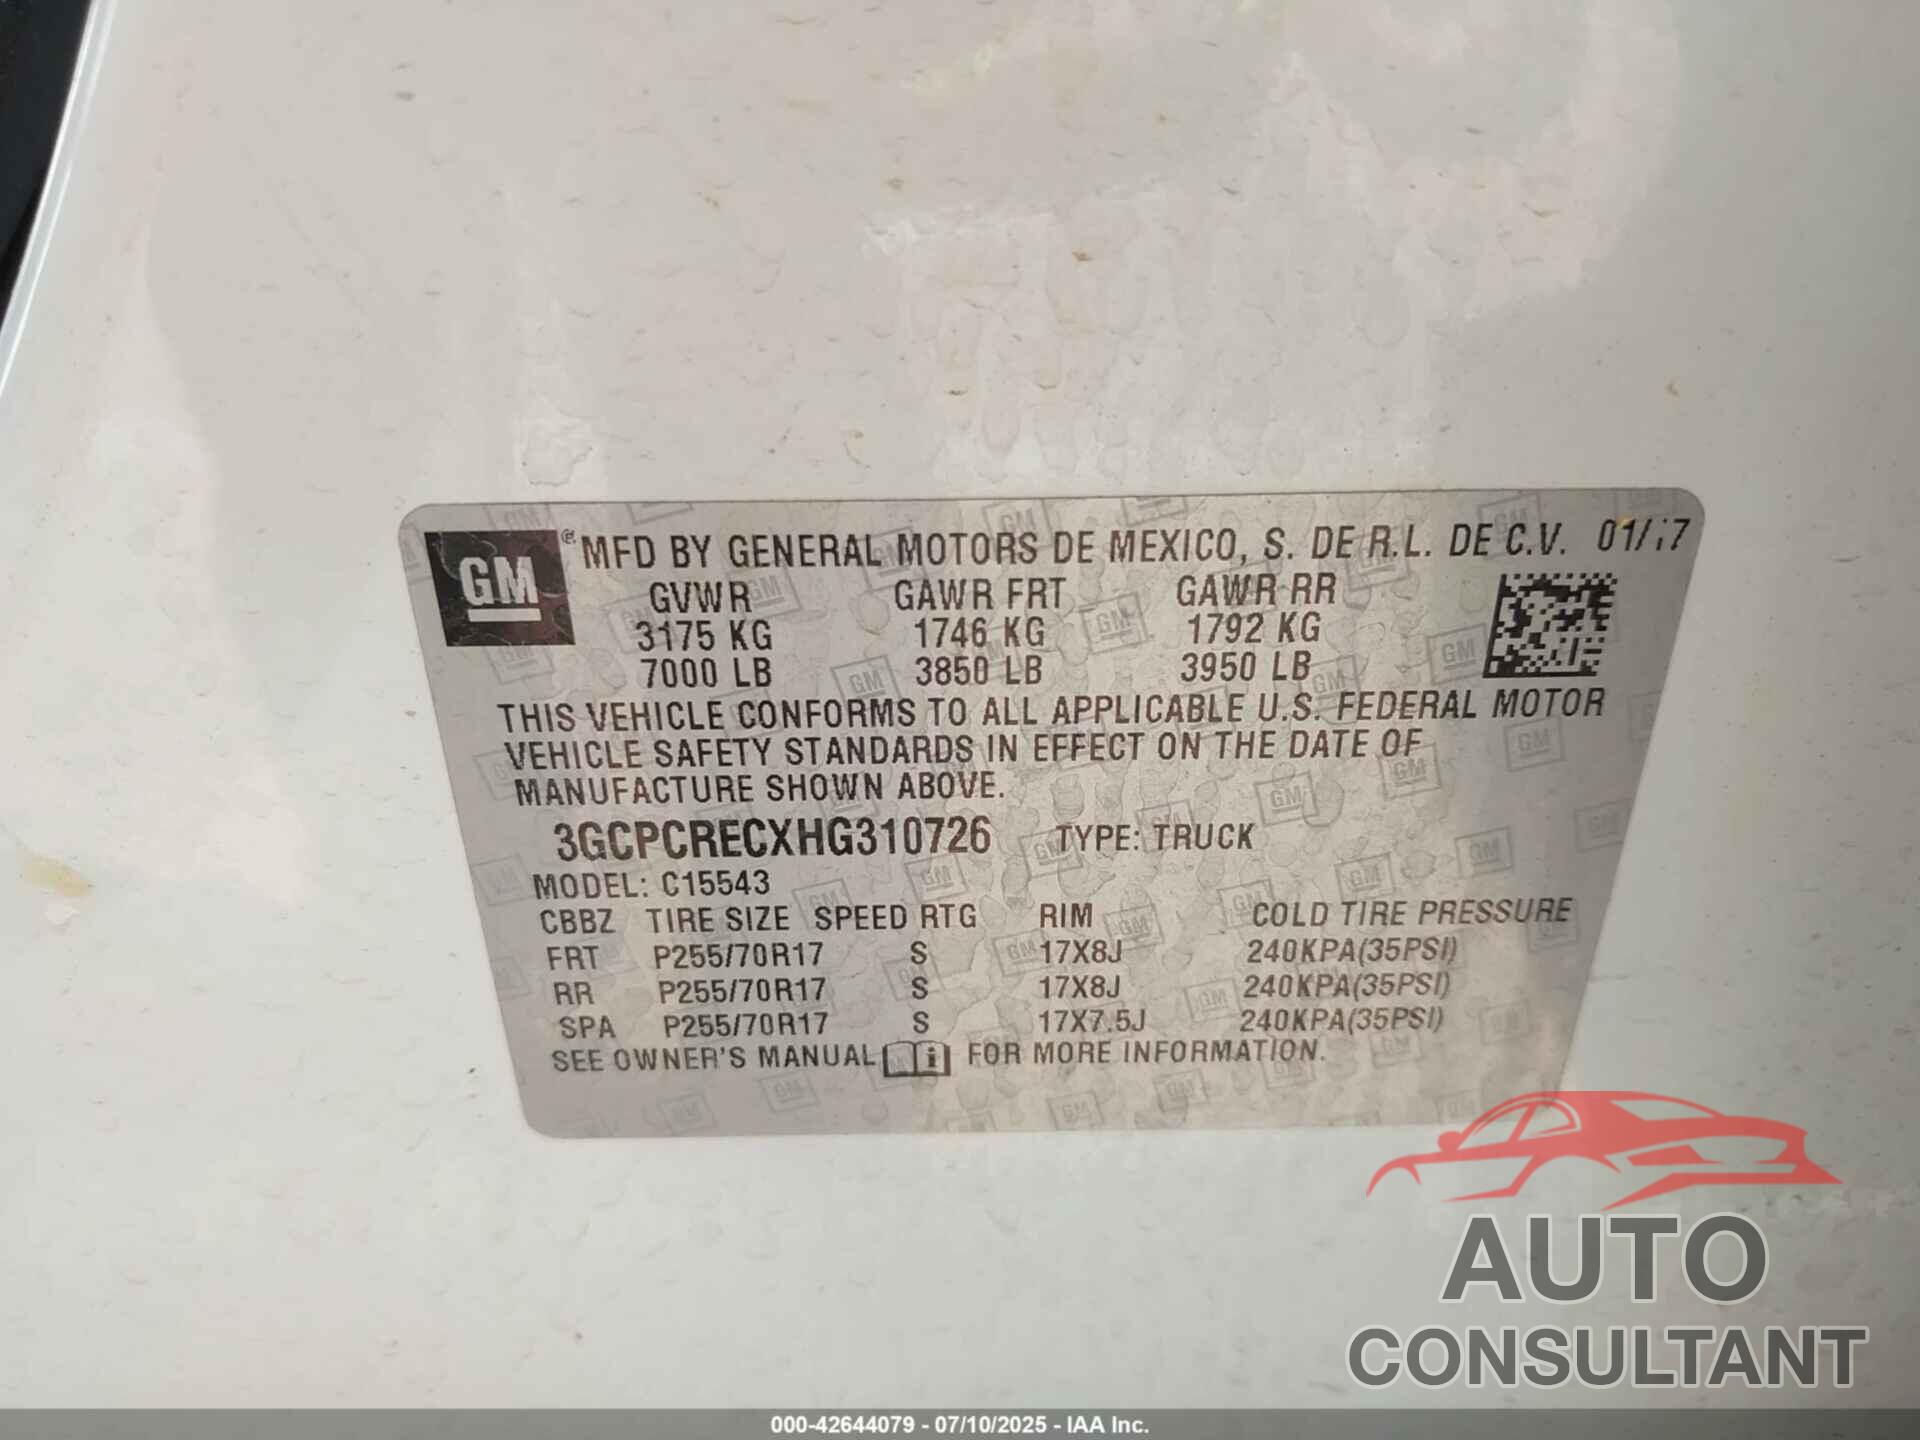 GM ® MFD BY GENERAL MOTORS DE MEXICO, S. DE R.L. DE C.V. 01/17
GVWR GAWR FRT GAWR RR
3175 KG 1746 KG 1792 KG
7000 LB 3850 LB 3950 LB
THIS VEHICLE CONFORMS TO ALL APPLICABLE U.S. FEDERAL MOTOR
VEHICLE SAFETY STANDARDS IN EFFECT ON THE DATE OF
MANUFACTURE SHOWN ABOVE.
3GCPCRECXHG310726 TYPE: TRUCK
MODEL: C15543
CBBZ TIRE SIZE SPEED RTG RIM COLD TIRE PRESSURE
FRT P255/70R17 S 17X8J 240KPA(35PSI)
RR P255/70R17 S 17X8J 240KPA(35PSI)
SPA P255/70R17 S 17X7.5J 240KPA(35PSI)
SEE OWNER'S MANUAL i FOR MORE INFORMATION.
AUTO
CONSULTANT
000-42644079 - 07/10/2025 - IAA Inc.